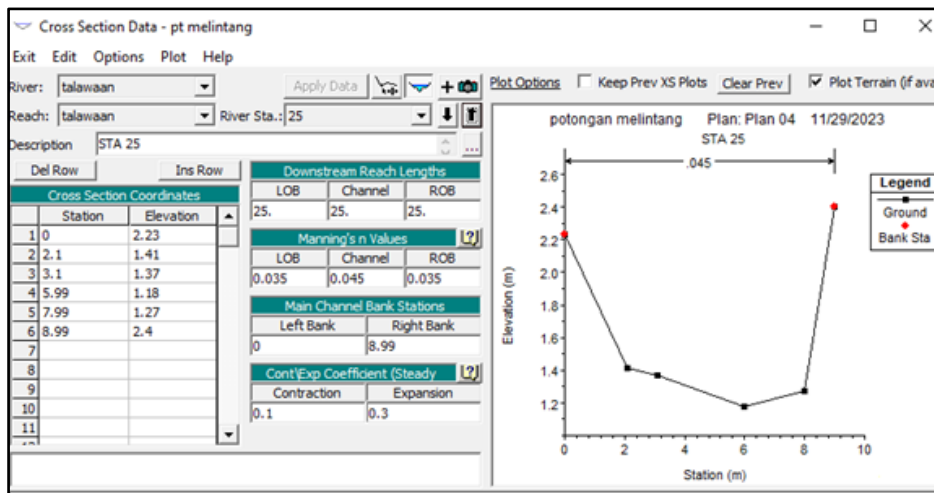 Cross Section Data - pt melintang
Exit Edit Options Plot Help
River: talawaan Apply Data
Reach: talawaan River Sta.: 25
Description STA 25 ...
Del Row Ins Row
Cross Section Coordinates
Station Elevation
1 0 2.23
2 2.1 1.41
3 3.1 1.37
4 5.99 1.18
5 7.99 1.27
6 8.99 2.4
7
8
9
10
11
Downstream Reach Lengths
LOB Channel ROB
25. 25. 25.
Manning's n Values
LOB Channel ROB
0.035 0.045 0.035
Main Channel Bank Stations
Left Bank Right Bank
0 8.99
Cont\Exp Coefficient (Steady
Contraction Expansion
0.1 0.3
Plot Options Keep Prev XS Plots Clear Prev Plot Terrain (if ava
potongan melintang Plan: Plan 04 11/29/2023
STA 25
.045
2.6
2.4
2.2
2.0
1.8
1.6
1.4
1.2
0 2 4 6 8 10
Station (m)
Elevation (m)
Legend
Ground
Bank Sta